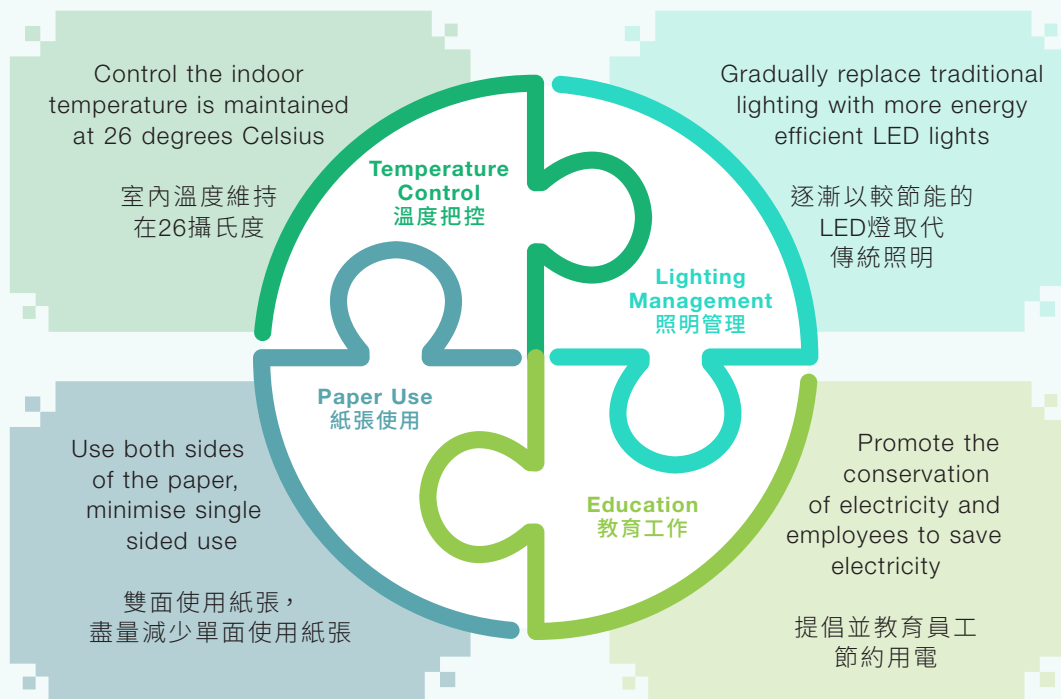 Control the indoor
temperature is maintained
at 26 degrees Celsius
室內溫度維持
在26攝氏度
Temperature
Control
溫度把控
Gradually replace traditional
lighting with more energy
efficient LED lights
逐漸以較節能的
LED燈取代
傳統照明
Lighting
Management
照明管理
Paper Use
紙張使用
Use both sides
of the paper,
minimise single
sided use
雙面使用紙張，
盡量減少單面使用紙張
Education
教育工作
Promote the
conservation
of electricity and
employees to save
electricity
提倡並教育員工
節約用電